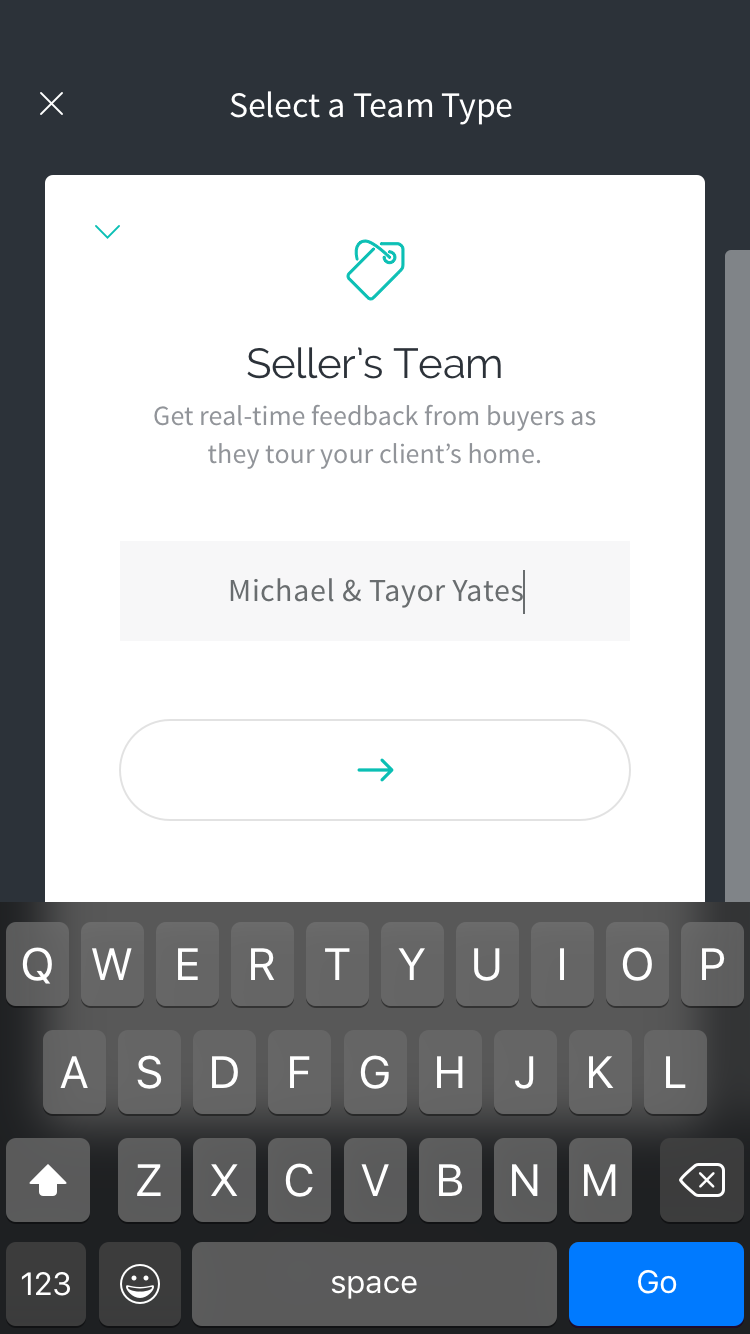 Select a Team Type
Seller's Team
Get real-time feedback from buyers as
they tour your client's home.
Michael & Tayor Yates
Q W E R T Y U I O P
A S D F G H J K L
Z X C V B N M
123 space Go